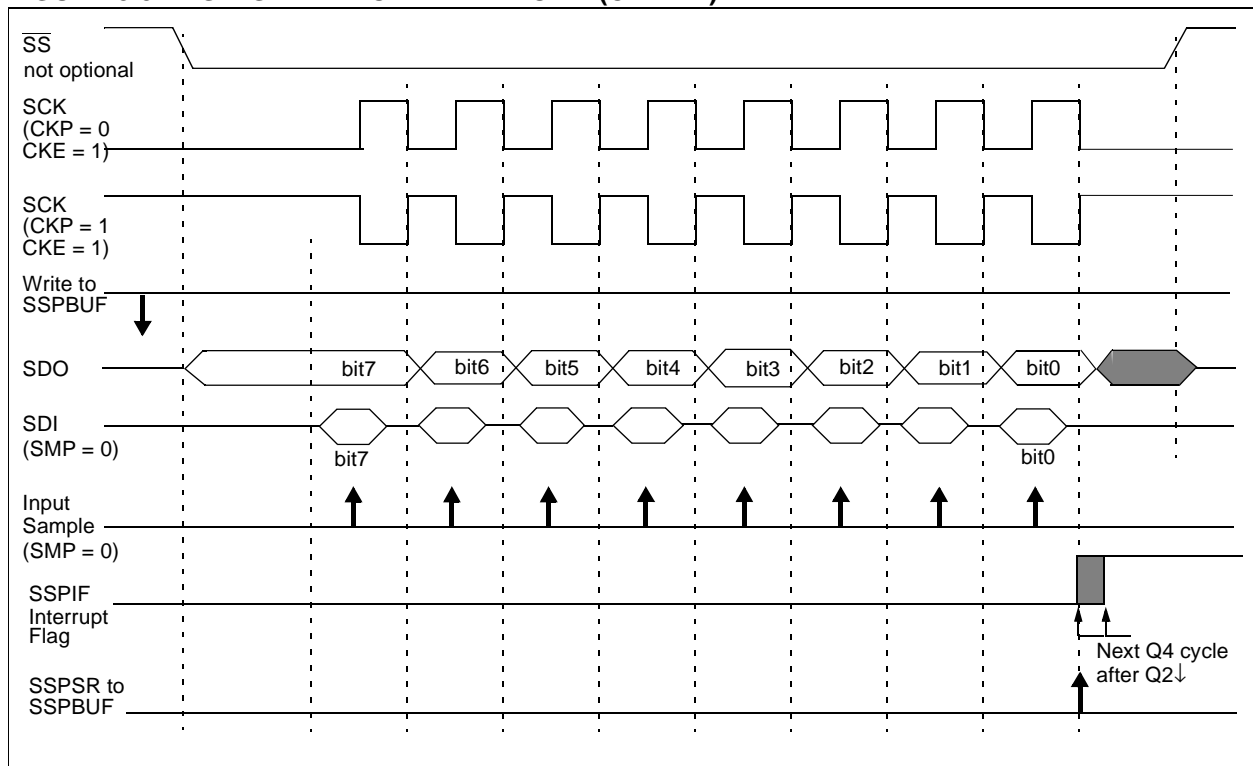 SS
not optional
SCK
(CKP = 0
CKE = 1)
SCK
(CKP = 1
CKE = 1)
Write to
SSPBUF
SDO
bit7 bit6 bit5 bit4 bit3 bit2 bit1 bit0
SDI
(SMP = 0)
bit7 bit0
Input
Sample
(SMP = 0)
SSPIF
Interrupt
Flag
Next Q4 cycle
after Q2↓
SSPSR to
SSPBUF